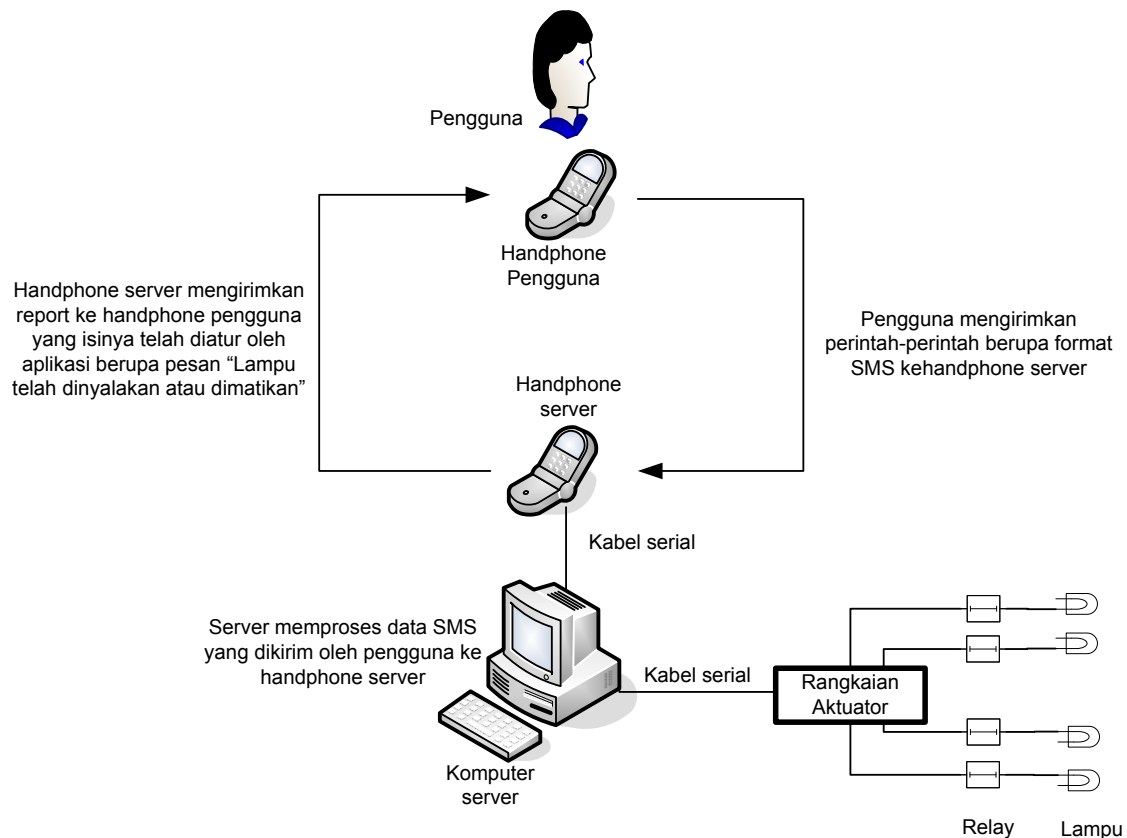 Pengguna
Handphone
Pengguna
Handphone server mengirimkan
report ke handphone pengguna
yang isinya telah diatur oleh
aplikasi berupa pesan “Lampu
telah dinyalakan atau dimatikan”
Pengguna mengirimkan
perintah-perintah berupa format
SMS kehandphone server
Handphone
server
Kabel serial
Server memproses data SMS
yang dikirim oleh pengguna ke
handphone server
Kabel serial
Rangkaian
Aktuator
Komputer
server
Relay
Lampu